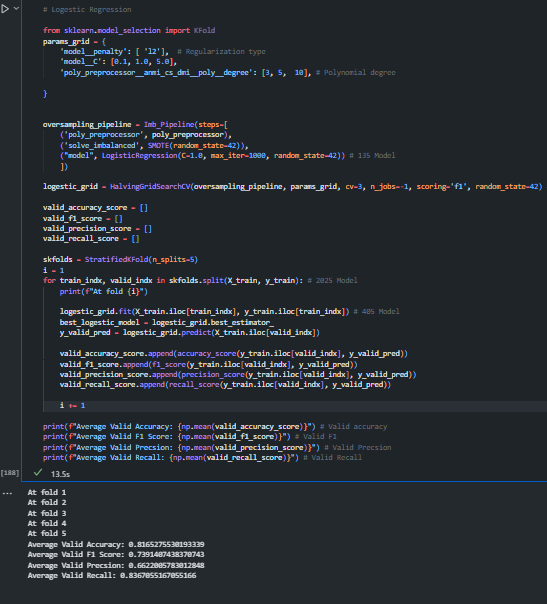 # Logestic Regression
from sklearn.model_selection import KFold
params_grid = {
'model__penalty': [ 'l2'], # Regularization type
'model__C': [0.1, 1.0, 5.0],
'poly_preprocessor__anmi_cs_dmi__poly__degree': [3, 5, 10], # Polynomial degree
}
oversampling_pipeline = Imb_Pipeline(steps=[
('poly_preprocessor', poly_preprocessor),
('solve_imbalanced', SMOTE(random_state=42)),
("model", LogisticRegression(C=1.0, max_iter=1000, random_state=42)) # 135 Model
])
logestic_grid = HalvingGridSearchCV(oversampling_pipeline, params_grid, cv=3, n_jobs=-1, scoring='f1', random_state=42)
valid_accuracy_score = []
valid_f1_score = []
valid_precision_score = []
valid_recall_score = []
skfolds = StratifiedKFold(n_splits=5)
i = 1
for train_indx, valid_indx in skfolds.split(X_train, y_train): # 2025 Model
print(f"At fold {i}")
logestic_grid.fit(X_train.iloc[train_indx], y_train.iloc[train_indx]) # 405 Model
best_logestic_model = logestic_grid.best_estimator_
y_valid_pred = logestic_grid.predict(X_train.iloc[valid_indx])
valid_accuracy_score.append(accuracy_score(y_train.iloc[valid_indx], y_valid_pred))
valid_f1_score.append(f1_score(y_train.iloc[valid_indx], y_valid_pred))
valid_precision_score.append(precision_score(y_train.iloc[valid_indx], y_valid_pred))
valid_recall_score.append(recall_score(y_train.iloc[valid_indx], y_valid_pred))
i += 1
print(f"Average Valid Accuracy: {np.mean(valid_accuracy_score)}") # Valid accuracy
print(f"Average Valid F1 Score: {np.mean(valid_f1_score)}") # Valid F1
print(f"Average Valid Precsion: {np.mean(valid_precision_score)}") # Valid Precsion
print(f"Average Valid Recall: {np.mean(valid_recall_score)}") # Valid Recall
[188] 13.5s
At fold 1
At fold 2
At fold 3
At fold 4
At fold 5
Average Valid Accuracy: 0.8165275530193339
Average Valid F1 Score: 0.7391407438370743
Average Valid Precsion: 0.6622005783012848
Average Valid Recall: 0.8367055167055166